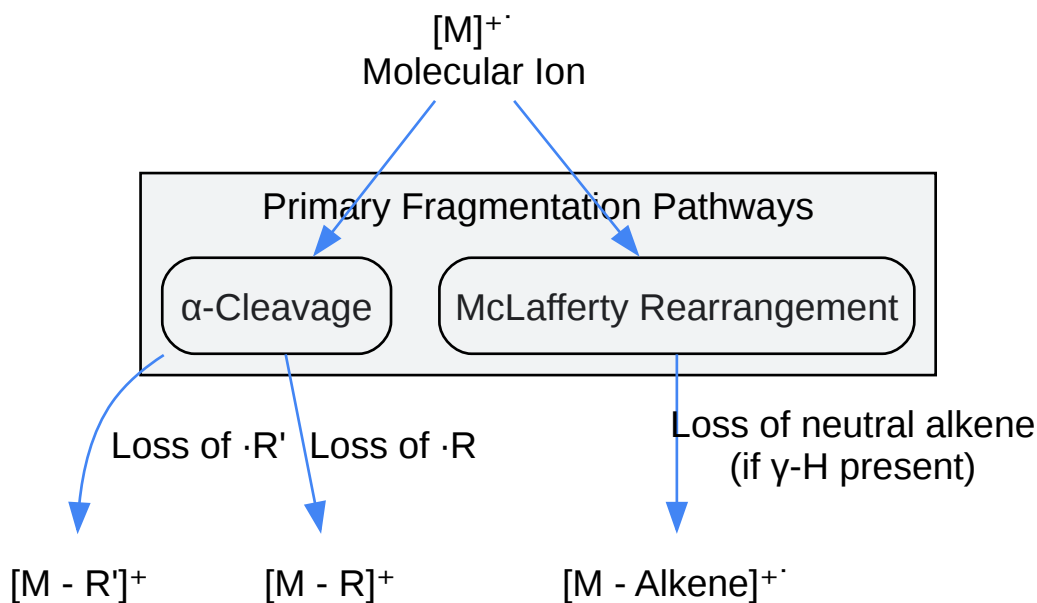 [M]⁺˙
Molecular Ion
Primary Fragmentation Pathways
α-Cleavage
McLafferty Rearrangement
Loss of ·R'
Loss of ·R
Loss of neutral alkene
(if γ-H present)
[M - R']⁺
[M - R]⁺
[M - Alkene]⁺˙